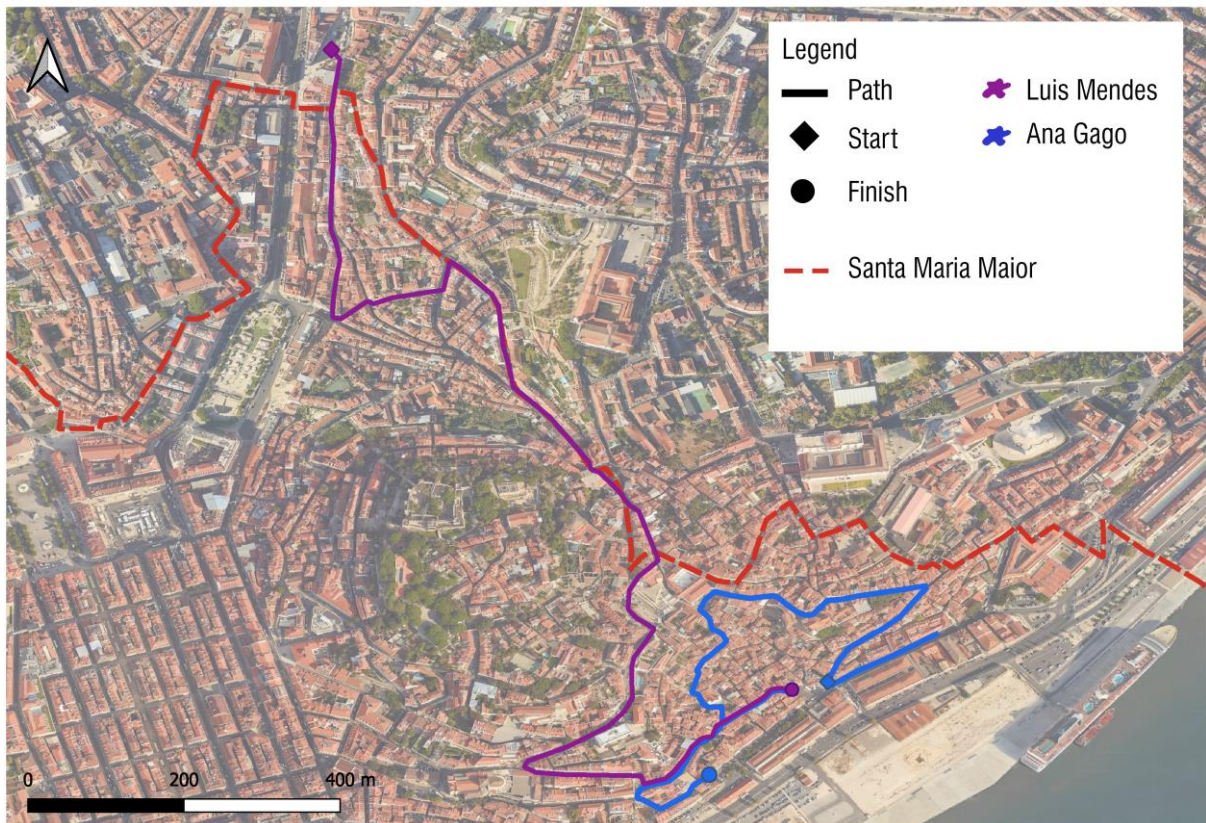 Legend
Path
Luis Mendes
Start
Ana Gago
Finish
Santa Maria Maior
0 200 400 m